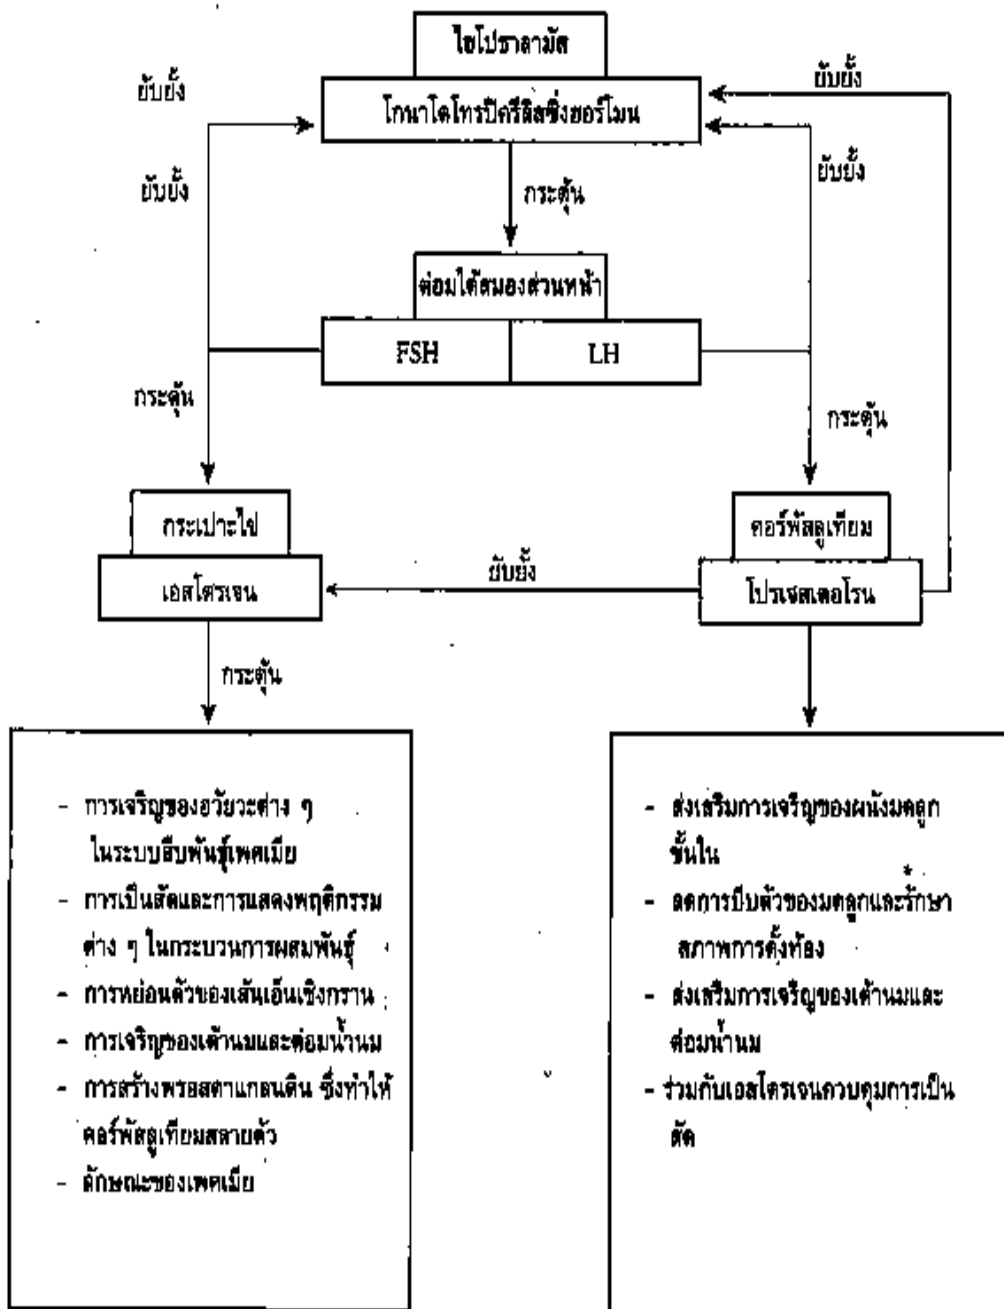 ไฮโปธาลามัส
ยับยั้ง
ยับยั้ง
โกนาโดโทรปิครีลิสซิ่งฮอร์โมน
ยับยั้ง
ยับยั้ง
กระตุ้น
ต่อมใต้สมองส่วนหน้า
FSH
LH
กระตุ้น
กระตุ้น
กระเปาะไข่
คอร์พัสลูเทียม
เอสโตรเจน
ยับยั้ง
โปรเจสเตอโรน
กระตุ้น
- การเจริญของอวัยวะต่าง ๆ
ในระบบสืบพันธุ์เพศเมีย
- การเป็นสัดและการแสดงพฤติกรรม
ต่าง ๆ ในกระบวนการผสมพันธุ์
- การหย่อนตัวของเส้นเอ็นเชิงกราน
- การเจริญของเต้านมและต่อมน้ำนม
- การสร้างพรอสตาแกลนดิน ซึ่งทำให้
คอร์พัสลูเทียมสลายตัว
- ลักษณะของเพศเมีย
- ส่งเสริมการเจริญของผนังมดลูก
ชั้นใน
- ลดการบีบตัวของมดลูกและรักษา
สภาพการตั้งท้อง
- ส่งเสริมการเจริญของเต้านมและ
ต่อมน้ำนม
- ร่วมกับเอสโตรเจนควบคุมการเป็น
สัด